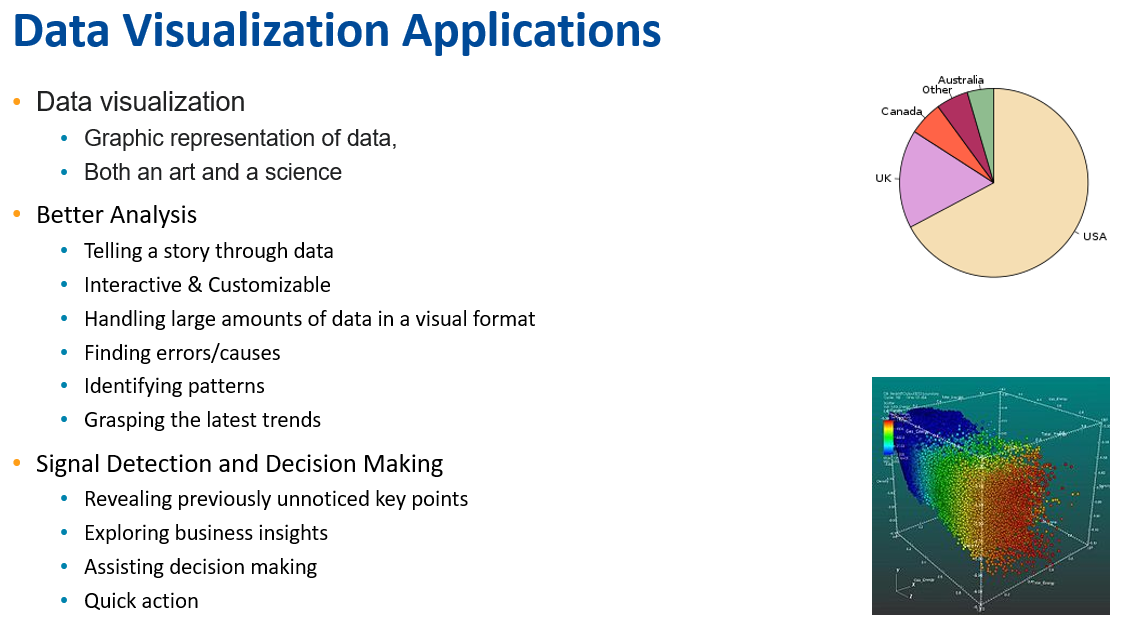 Data Visualization Applications
• Data visualization
• Graphic representation of data,
• Both an art and a science
• Better Analysis
• Telling a story through data
• Interactive & Customizable
• Handling large amounts of data in a visual format
• Finding errors/causes
• Identifying patterns
• Grasping the latest trends
• Signal Detection and Decision Making
• Revealing previously unnoticed key points
• Exploring business insights
• Assisting decision making
• Quick action
Australia
Other
Canada
UK
USA